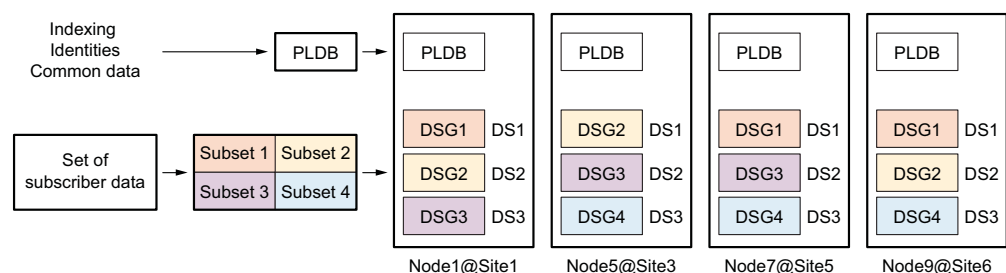 Indexing
Identities
Common data
PLDB
PLDB
PLDB
PLDB
PLDB
Set of
subscriber data
Subset 1
Subset 2
Subset 3
Subset 4
DSG1 DS1
DSG2 DS2
DSG3 DS3
Node1@Site1
DSG2 DS1
DSG3 DS2
DSG4 DS3
Node5@Site3
DSG1 DS1
DSG3 DS2
DSG4 DS3
Node7@Site5
DSG1 DS1
DSG2 DS2
DSG4 DS3
Node9@Site6